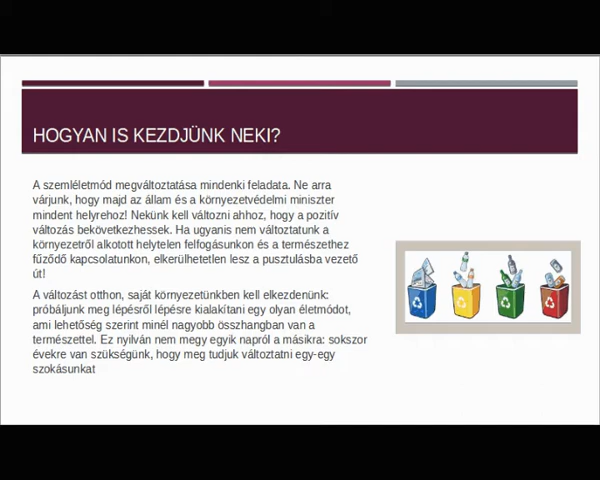 HOGYAN IS KEZDJÜNK NEKI?
A szemléletmód megváltoztatása mindenki feladata. Ne arra
várjunk, hogy majd az állam és a környezetvédelmi miniszter
mindent helyrehoz! Nekünk kell változni ahhoz, hogy a pozitív
változás bekövetkezhessek. Ha ugyanis nem változtatunk a
környezetről alkotott helytelen felfogásunkon és a természethez
fűződő kapcsolatunkon, elkerülhetetlen lesz a pusztulásba vezető
út!
A változást otthon, saját környezetünkben kell elkezdenünk:
próbáljunk meg lépésről lépésre kialakítani egy olyan életmódot,
ami lehetőség szerint minél nagyobb összhangban van a
természettel. Ez nyilván nem megy egyik napról a másikra: sokszor
évekre van szükségünk, hogy meg tudjuk változtatni egy-egy
szokásunkat